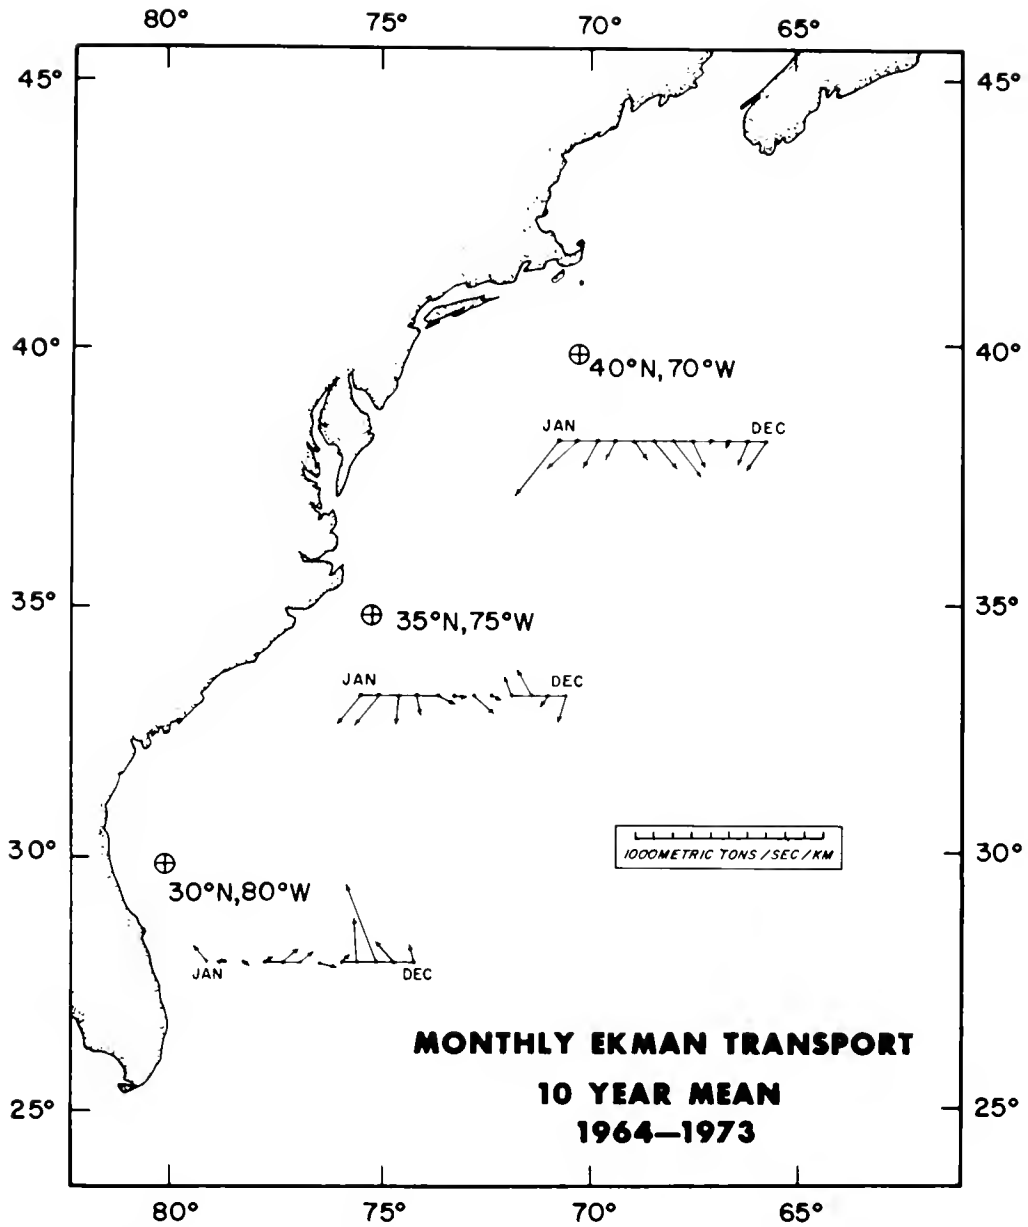 80° 75° 70° 65°
45° 45°
40° 40°
40°N,70°W
JAN DEC
35° 35°
35°N,75°W
JAN DEC
1000METRIC TONS/SEC/KM
30° 30°
30°N,80°W
JAN DEC
MONTHLY EKMAN TRANSPORT
10 YEAR MEAN
1964—1973
25° 25°
80° 75° 70° 65°